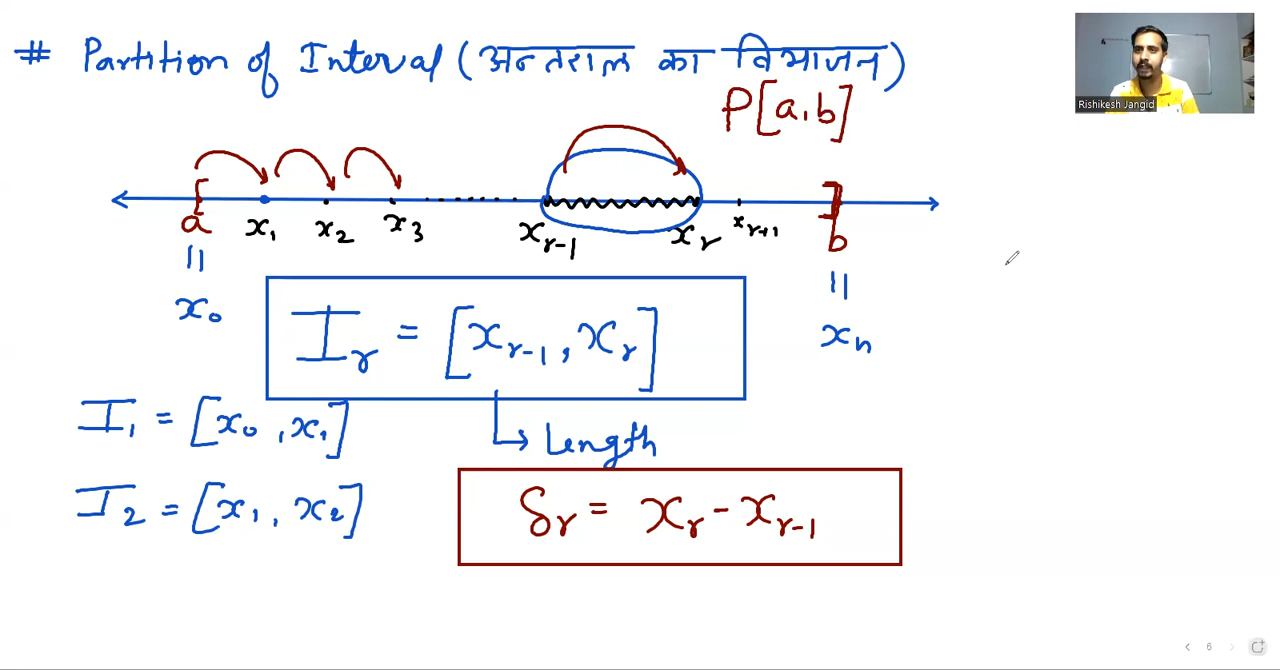 # Partition of Interval (अन्तराल का विभाजन)
P[a,b]
Rishikesh Jangid
a x₁ x₂ x₃ ....... xᵣ₋₁ xᵣ xᵣ₊₁ b
|| ||
x₀ xₙ
Iᵣ = [xᵣ₋₁, xᵣ]
I₁ = [x₀, x₁]
↳ Length
I₂ = [x₁, x₂]
δᵣ = xᵣ - xᵣ₋₁
6